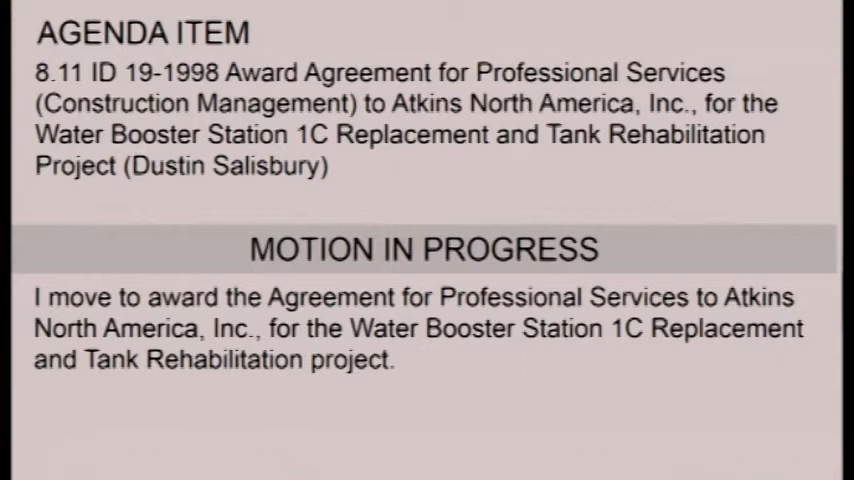 AGENDA ITEM
8.11 ID 19-1998 Award Agreement for Professional Services
(Construction Management) to Atkins North America, Inc., for the
Water Booster Station 1C Replacement and Tank Rehabilitation
Project (Dustin Salisbury)
MOTION IN PROGRESS
I move to award the Agreement for Professional Services to Atkins
North America, Inc., for the Water Booster Station 1C Replacement
and Tank Rehabilitation project.